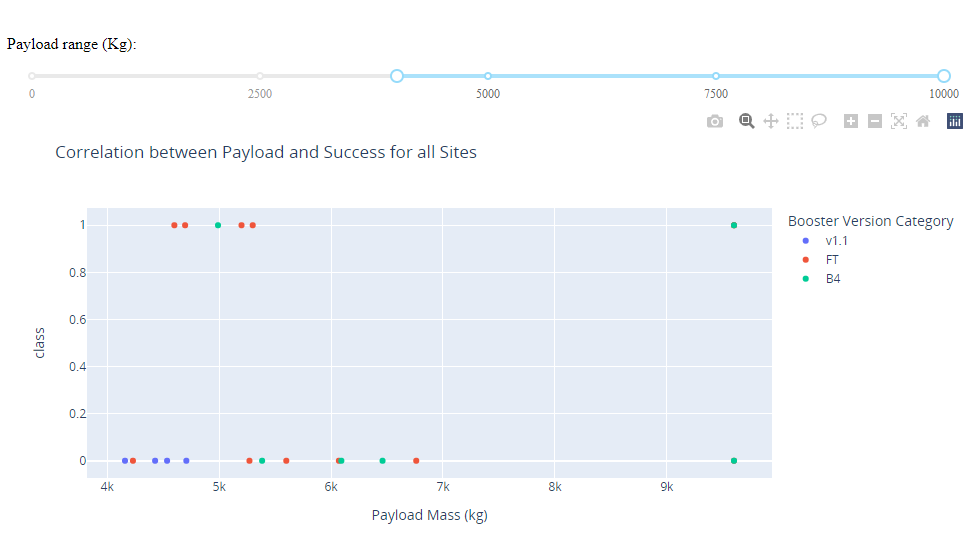 Payload range (Kg):
0 2500 5000 7500 10000
Correlation between Payload and Success for all Sites
Booster Version Category
v1.1
FT
B4
1
0.8
0.6
0.4
0.2
0
class
4k 5k 6k 7k 8k 9k
Payload Mass (kg)